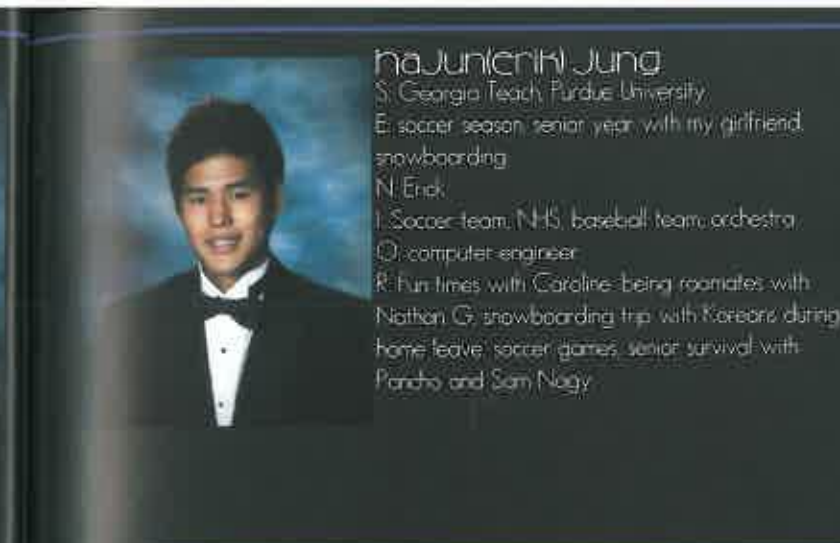 HaJun(erik) Jung
S: Georgia Teach, Purdue University
E: soccer season, senior year with my girlfriend,
snowboarding
N: Erick
I: Soccer team, NHS, baseball team, orchestra
O: computer engineer
R: Fun times with Caroline, being roomates with
Nathan G, snowboarding trip with Koreans during
home leave, soccer games, senior survival with
Pancho and Sam Nagy